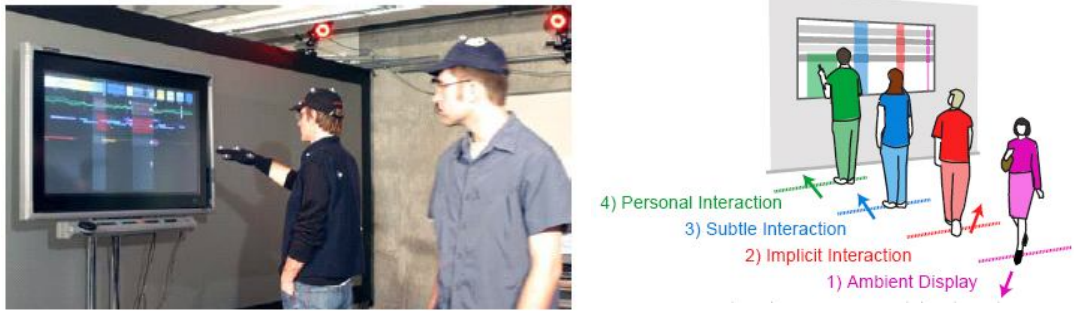 4) Personal Interaction
3) Subtle Interaction
2) Implicit Interaction
1) Ambient Display